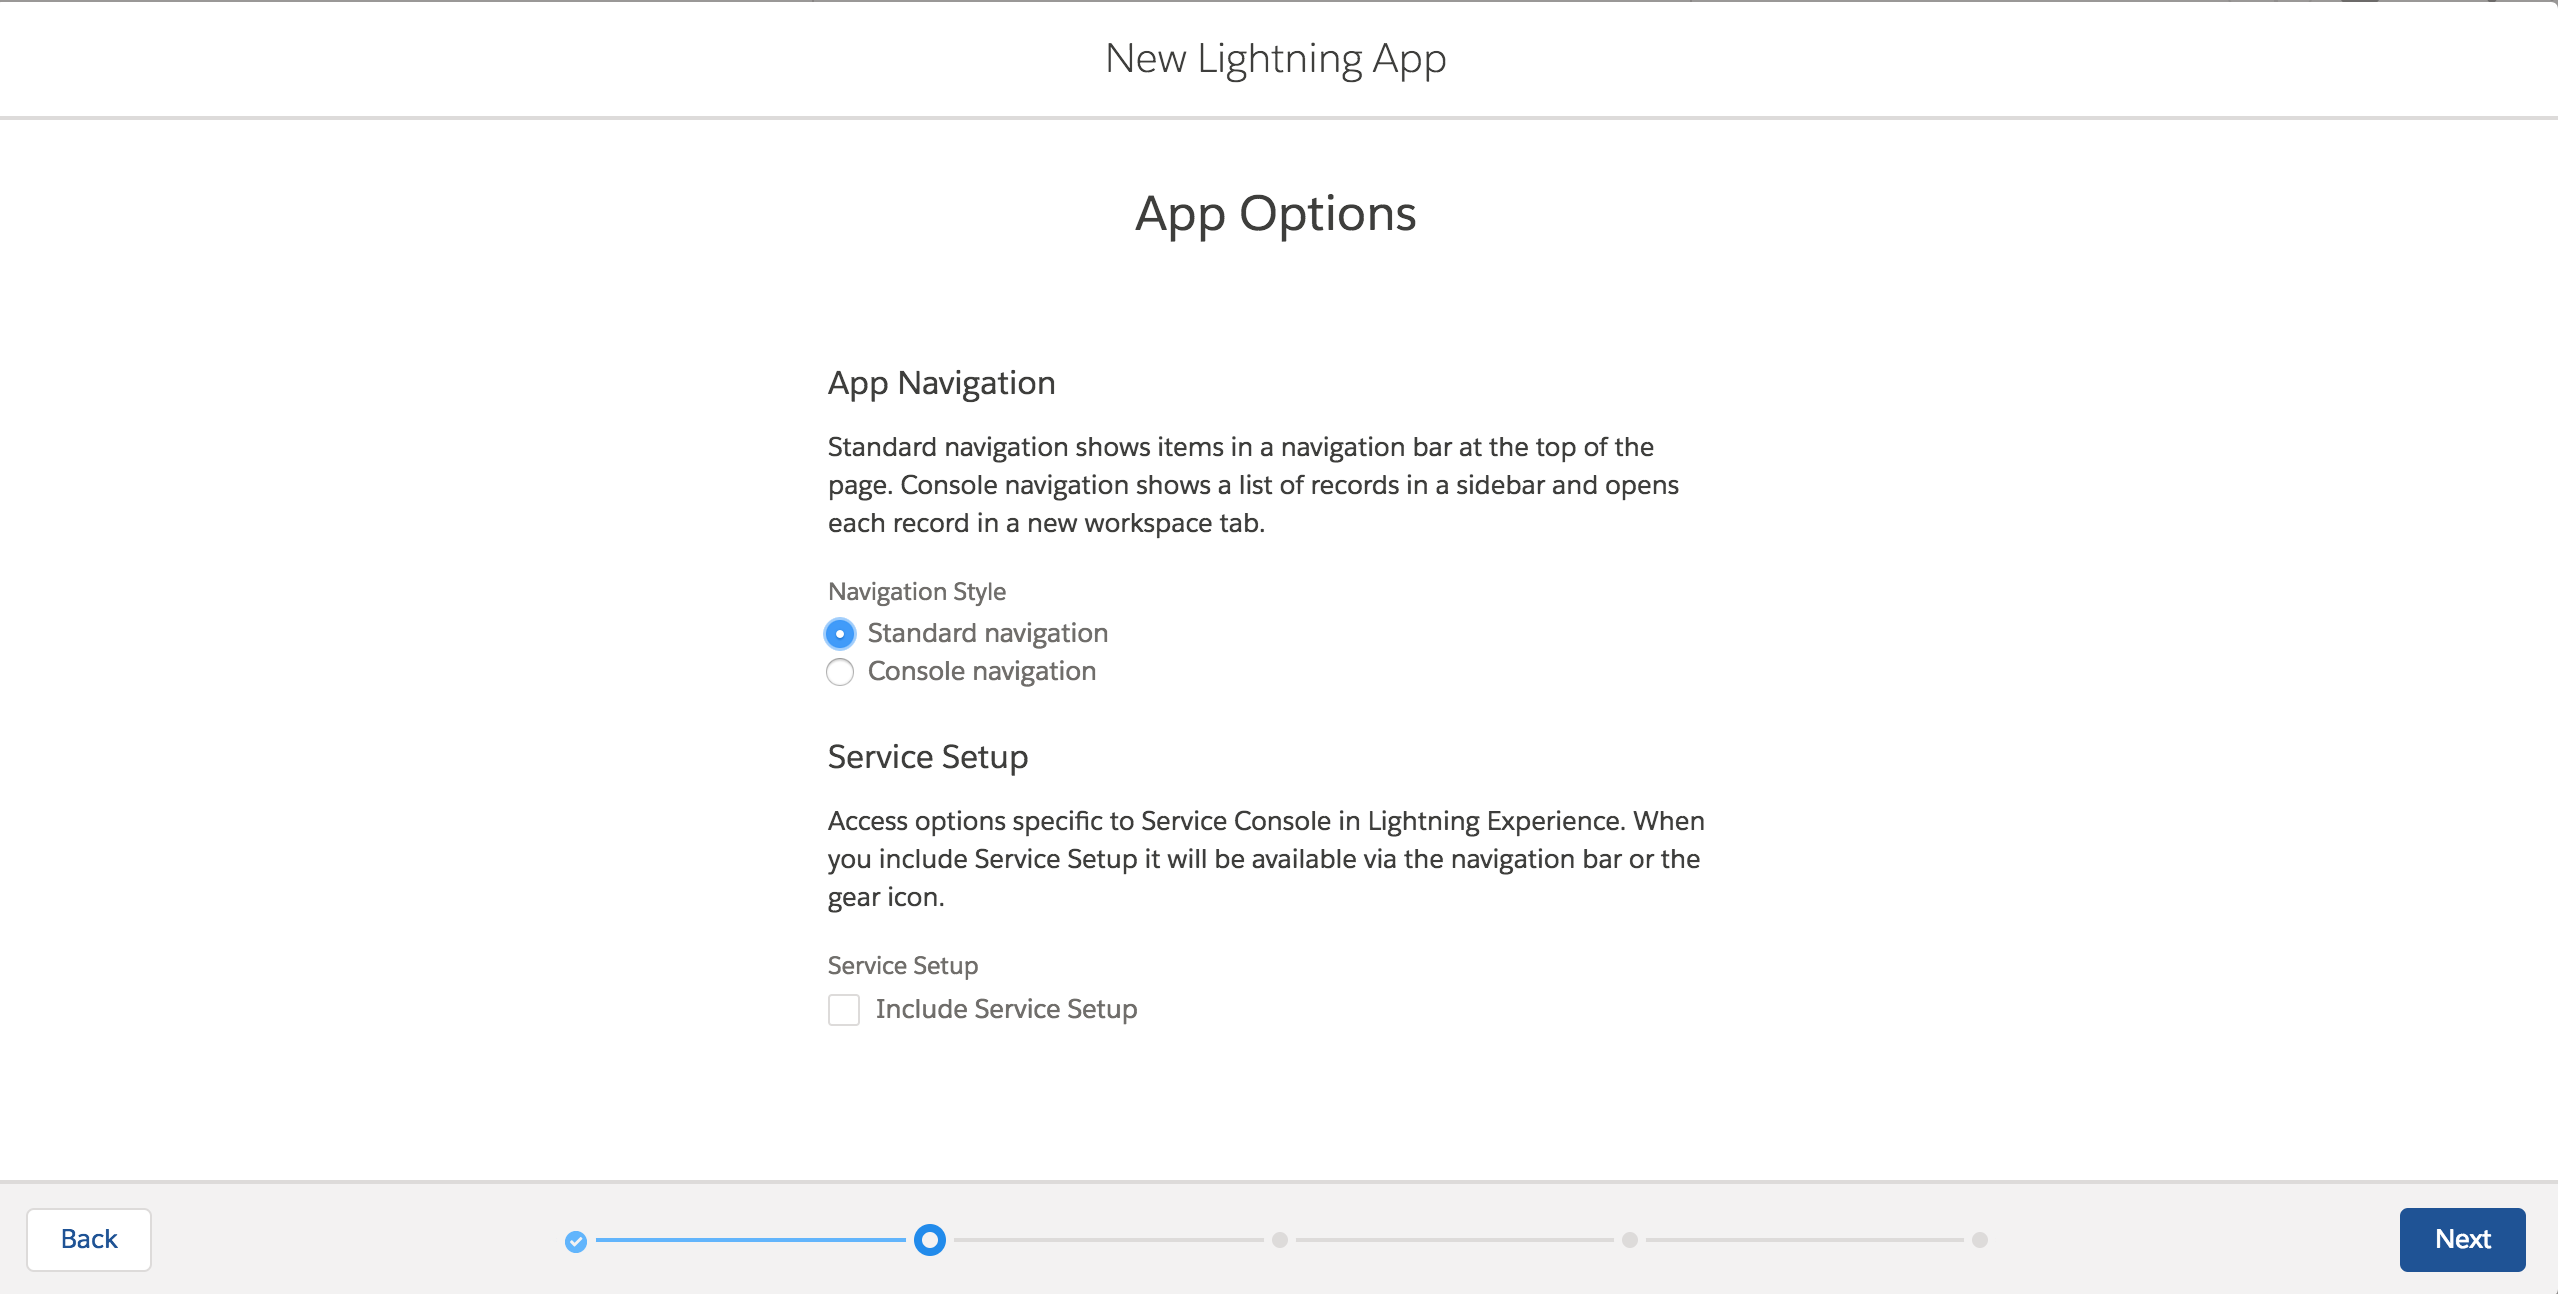 New Lightning App
App Options
App Navigation
Standard navigation shows items in a navigation bar at the top of the
page. Console navigation shows a list of records in a sidebar and opens
each record in a new workspace tab.
Navigation Style
Standard navigation
Console navigation
Service Setup
Access options specific to Service Console in Lightning Experience. When
you include Service Setup it will be available via the navigation bar or the
gear icon.
Service Setup
Include Service Setup
Back
Next